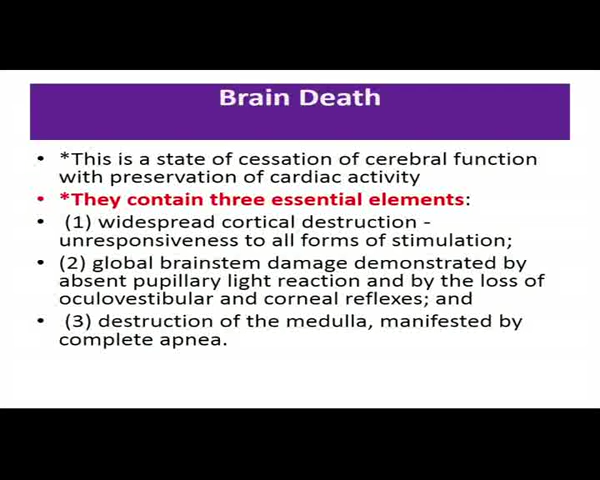 Brain Death
• *This is a state of cessation of cerebral function
with preservation of cardiac activity
• *They contain three essential elements:
• (1) widespread cortical destruction -
unresponsiveness to all forms of stimulation;
• (2) global brainstem damage demonstrated by
absent pupillary light reaction and by the loss of
oculovestibular and corneal reflexes; and
• (3) destruction of the medulla, manifested by
complete apnea.